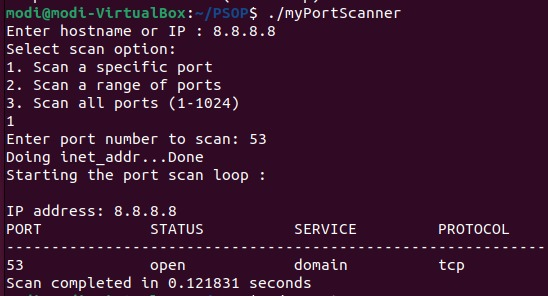 modi@modi-VirtualBox:~/PSOP$ ./myPortScanner
Enter hostname or IP : 8.8.8.8
Select scan option:
1. Scan a specific port
2. Scan a range of ports
3. Scan all ports (1-1024)
1
Enter port number to scan: 53
Doing inet_addr...Done
Starting the port scan loop :
IP address: 8.8.8.8
PORT STATUS SERVICE PROTOCOL
------------------------------------------------------------
53 open domain tcp
Scan completed in 0.121831 seconds